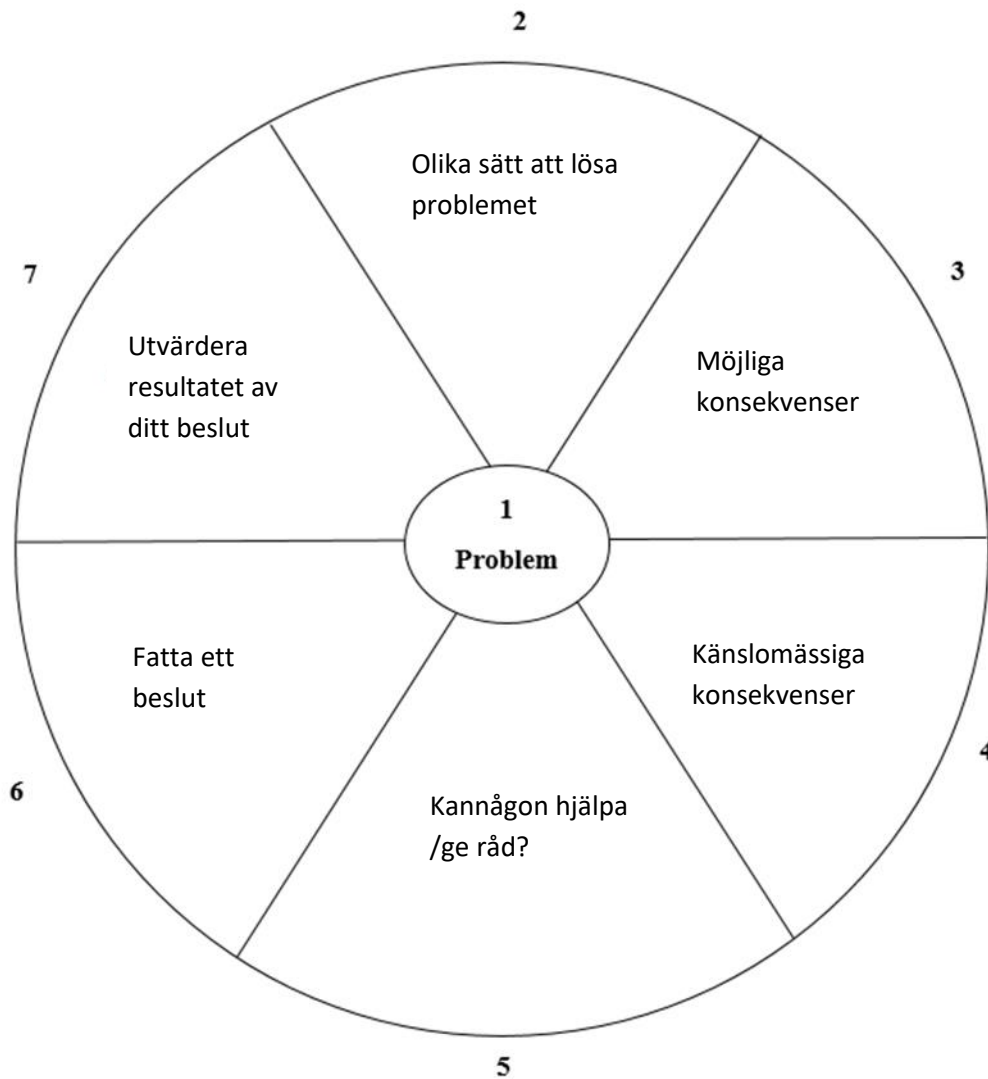 2
Olika sätt att lösa
problemet
3
Möjliga
konsekvenser
7
Utvärdera
resultatet av
ditt beslut
1
Problem
Känslomässiga
konsekvenser
4
Kannågon hjälpa
/ge råd?
5
Fatta ett
beslut
6